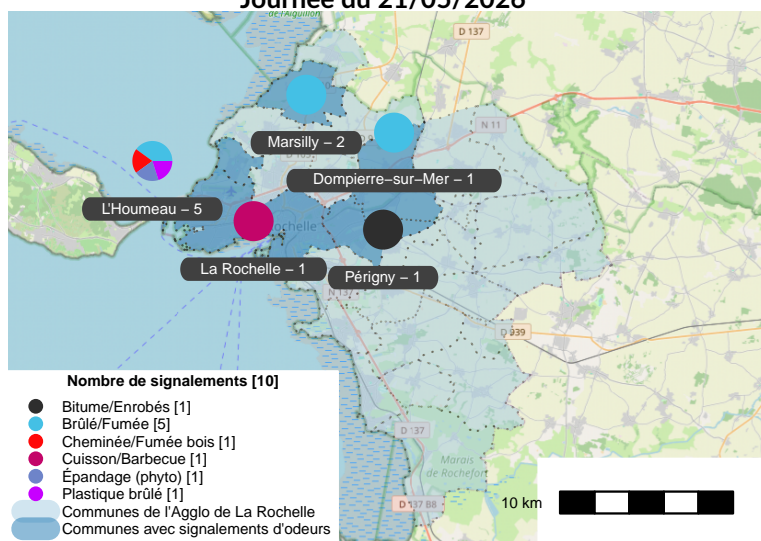 Journée du 21/05/2026
de l'Aiguillon
D 137
N 11
Marsilly – 2
Dompierre–sur–Mer – 1
L'Houmeau – 5
La Rochelle – 1
Périgny – 1
N 137
D 939
D 137
Marais
de Rochefort
D 137 B8
10 km
Nombre de signalements [10]
Bitume/Enrobés [1]
Brûlé/Fumée [5]
Cheminée/Fumée bois [1]
Cuisson/Barbecue [1]
Épandage (phyto) [1]
Plastique brûlé [1]
Communes de l'Agglo de La Rochelle
Communes avec signalements d'odeurs